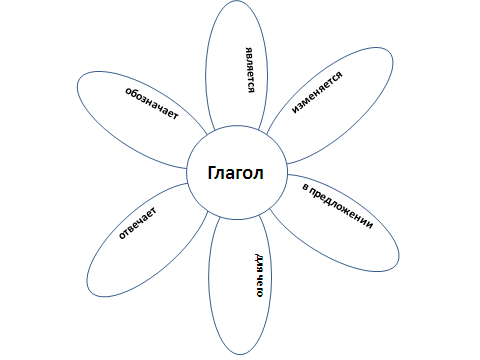 является
изменяется
обозначает
Глагол
в предложении
отвечает
для чего